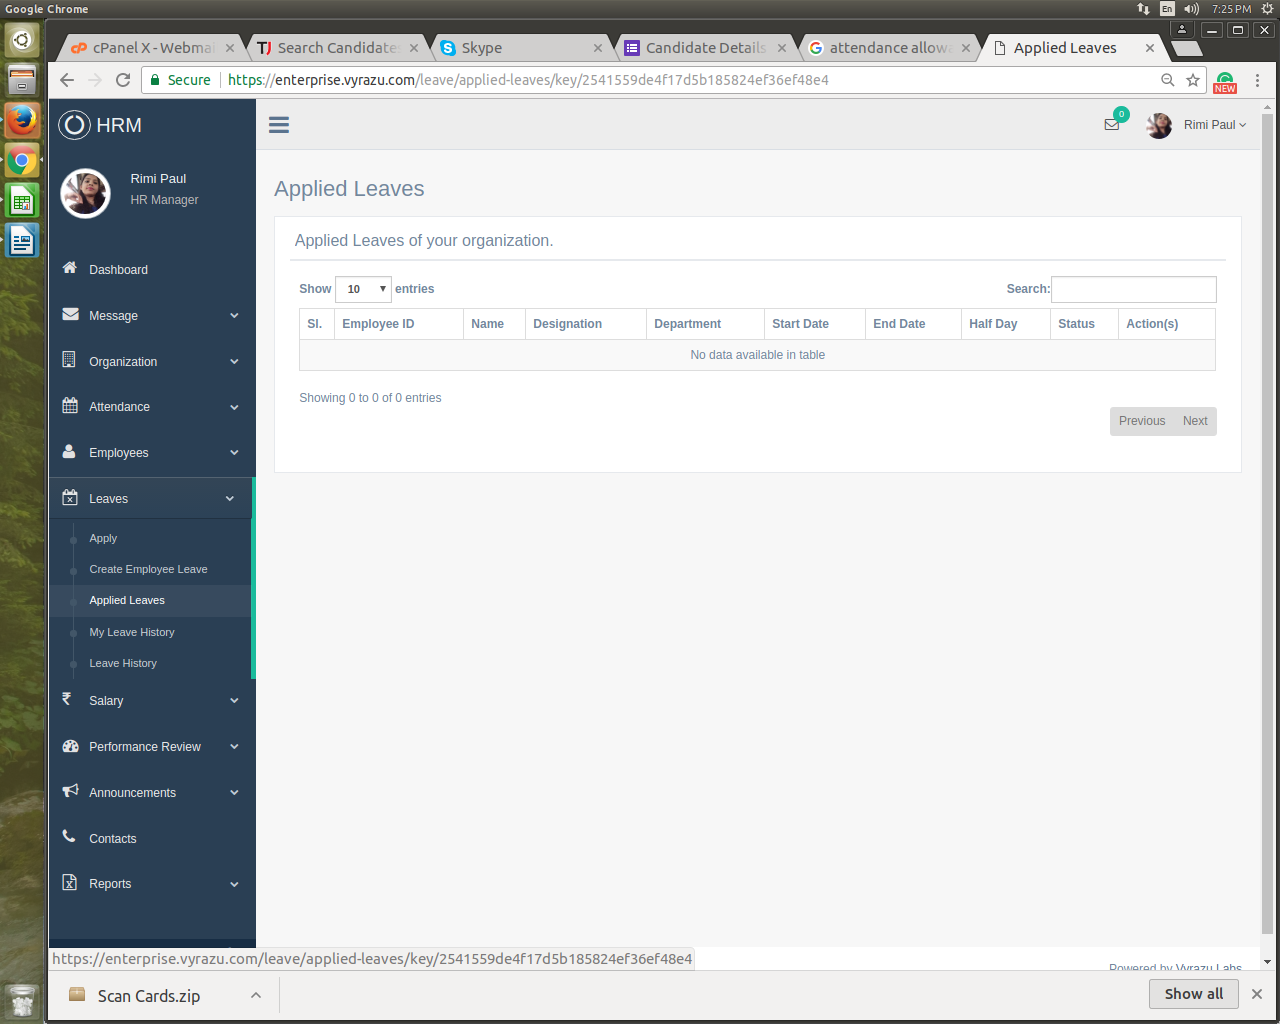 Google Chrome
En
7:25 PM
cPanel X - Webmai
Search Candidates
Skype
Candidate Details
attendance allowa
Applied Leaves
Secure
https://enterprise.vyrazu.com/leave/applied-leaves/key/2541559de4f17d5b185824ef36ef48e4
NEW
HRM
0
Rimi Paul
Rimi Paul
HR Manager
Dashboard
Message
Organization
Attendance
Employees
Leaves
Apply
Create Employee Leave
Applied Leaves
My Leave History
Leave History
Salary
Performance Review
Announcements
Contacts
Reports
Applied Leaves
Applied Leaves of your organization.
Show 10 entries
Search:
Sl. Employee ID Name Designation Department Start Date End Date Half Day Status Action(s)
No data available in table
Showing 0 to 0 of 0 entries
Previous Next
Powered by Vyrazu Labs
https://enterprise.vyrazu.com/leave/applied-leaves/key/2541559de4f17d5b185824ef36ef48e4
Scan Cards.zip
Show all